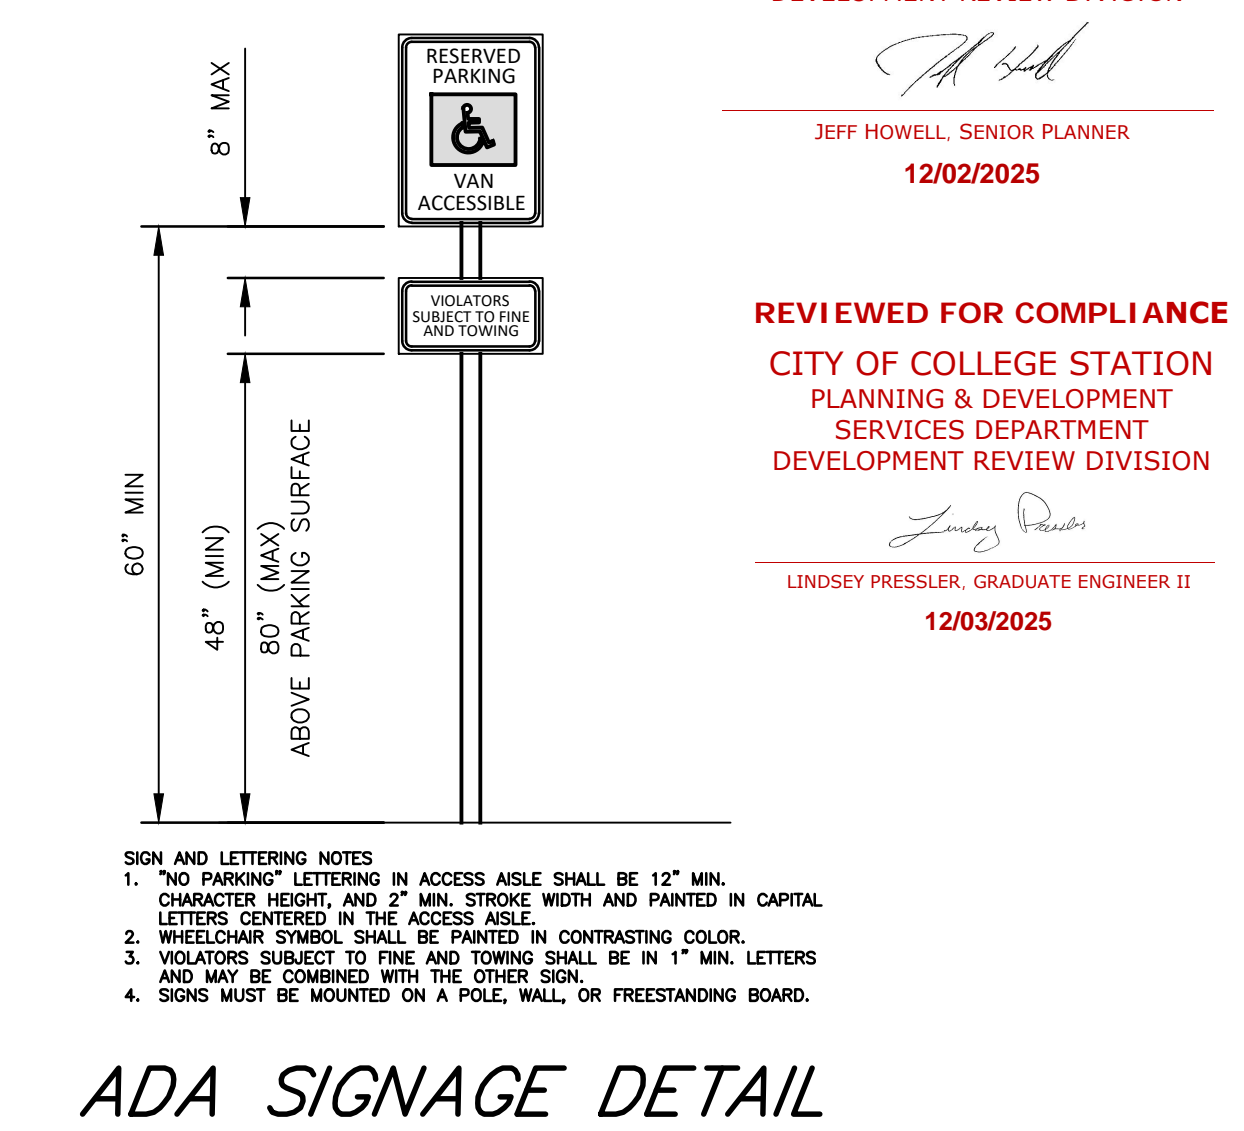 DEVELOPMENT REVIEW DIVISION
JEFF HOWELL, SENIOR PLANNER
12/02/2025
REVIEWED FOR COMPLIANCE
CITY OF COLLEGE STATION
PLANNING & DEVELOPMENT
SERVICES DEPARTMENT
DEVELOPMENT REVIEW DIVISION
Lindsey Pressler
LINDSEY PRESSLER, GRADUATE ENGINEER II
12/03/2025
8" MAX
RESERVED
PARKING
VAN
ACCESSIBLE
VIOLATORS
SUBJECT TO FINE
AND TOWING
60" MIN
48" (MIN)
80" (MAX)
ABOVE PARKING SURFACE
SIGN AND LETTERING NOTES
1. "NO PARKING" LETTERING IN ACCESS AISLE SHALL BE 12" MIN.
CHARACTER HEIGHT, AND 2" MIN. STROKE WIDTH AND PAINTED IN CAPITAL
LETTERS CENTERED IN THE ACCESS AISLE.
2. WHEELCHAIR SYMBOL SHALL BE PAINTED IN CONTRASTING COLOR.
3. VIOLATORS SUBJECT TO FINE AND TOWING SHALL BE IN 1" MIN. LETTERS
AND MAY BE COMBINED WITH THE OTHER SIGN.
4. SIGNS MUST BE MOUNTED ON A POLE, WALL, OR FREESTANDING BOARD.
ADA SIGNAGE DETAIL